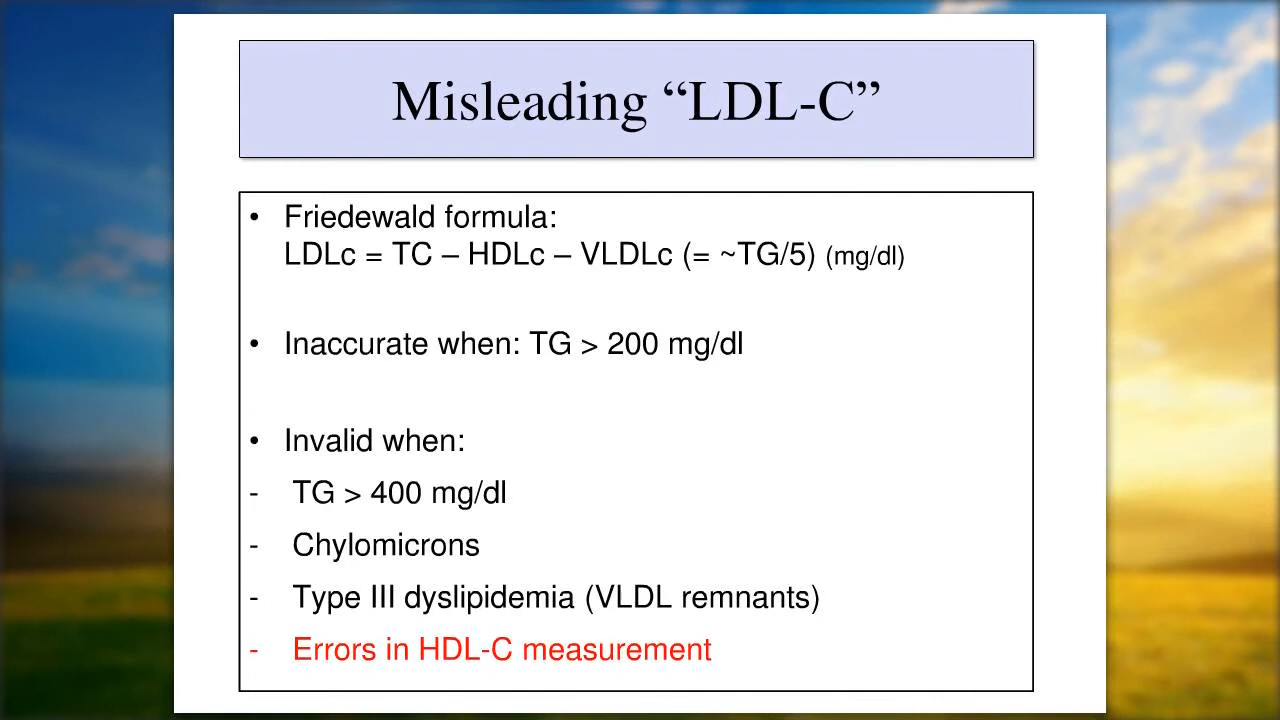 Misleading “LDL-C”
• Friedewald formula:
LDLc = TC – HDLc – VLDLc (= ~TG/5) (mg/dl)
• Inaccurate when: TG > 200 mg/dl
• Invalid when:
- TG > 400 mg/dl
- Chylomicrons
- Type III dyslipidemia (VLDL remnants)
- Errors in HDL-C measurement